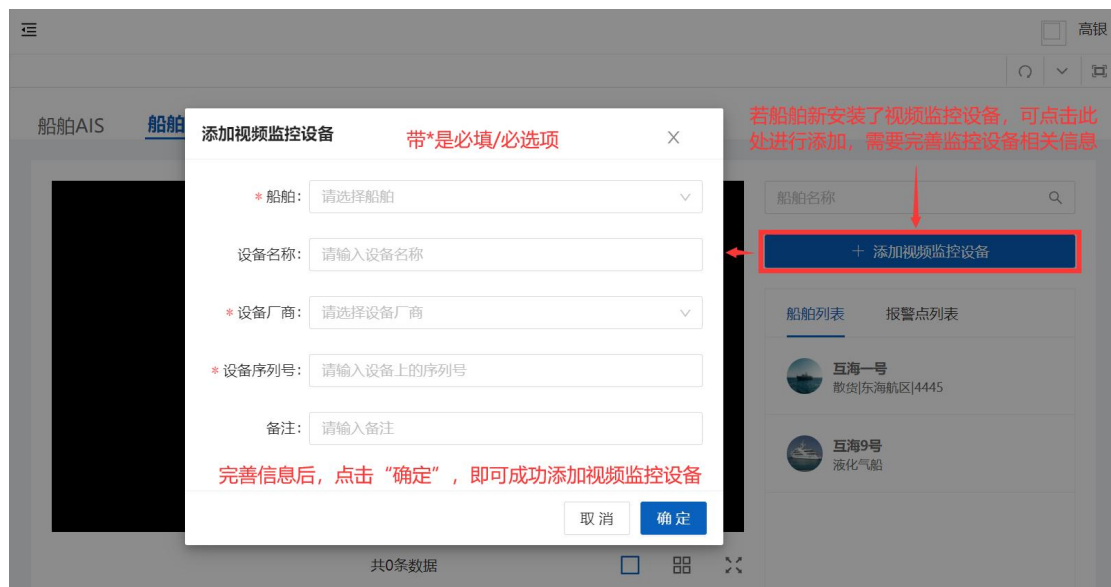 高银
船舶AIS
船舶
若船舶新安装了视频监控设备，可点击此
处进行添加，需要完善监控设备相关信息
添加视频监控设备
带*是必填/必选项
* 船舶：
请选择船舶
设备名称：
请输入设备名称
* 设备厂商：
请选择设备厂商
* 设备序列号：
请输入设备上的序列号
备注：
请输入备注
完善信息后，点击“确定”，即可成功添加视频监控设备
取 消
确 定
船舶名称
+ 添加视频监控设备
船舶列表
报警点列表
互海一号
散货|东海航区|4445
互海9号
液化气船
共0条数据